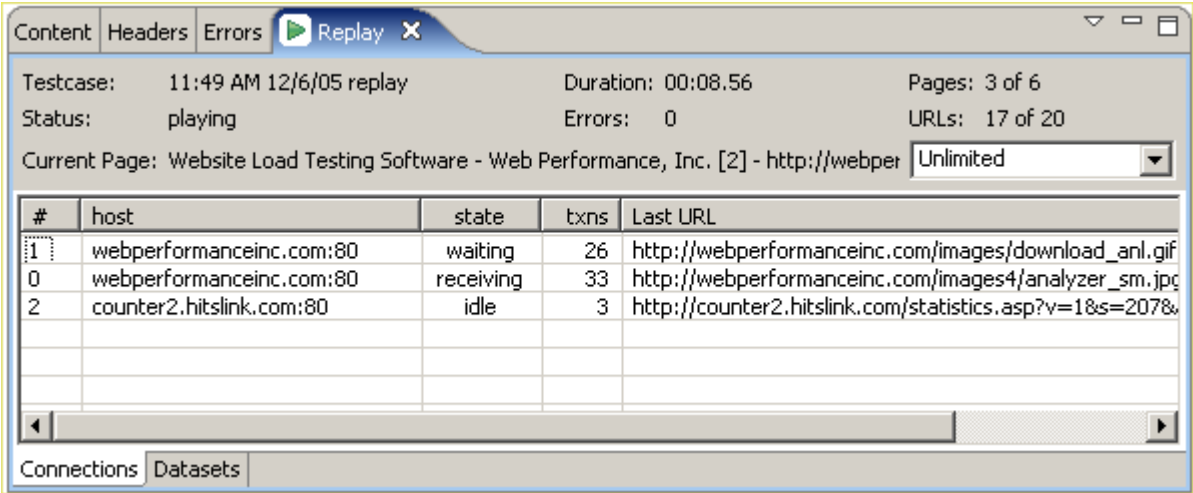 Content Headers Errors Replay
Testcase: 11:49 AM 12/6/05 replay Duration: 00:08.56 Pages: 3 of 6
Status: playing Errors: 0 URLs: 17 of 20
Current Page: Website Load Testing Software - Web Performance, Inc. [2] - http://webper Unlimited
# host state txns Last URL
1 webperformanceinc.com:80 waiting 26 http://webperformanceinc.com/images/download_anl.gif
0 webperformanceinc.com:80 receiving 33 http://webperformanceinc.com/images4/analyzer_sm.jpg
2 counter2.hitslink.com:80 idle 3 http://counter2.hitslink.com/statistics.asp?v=1&s=207&
Connections Datasets